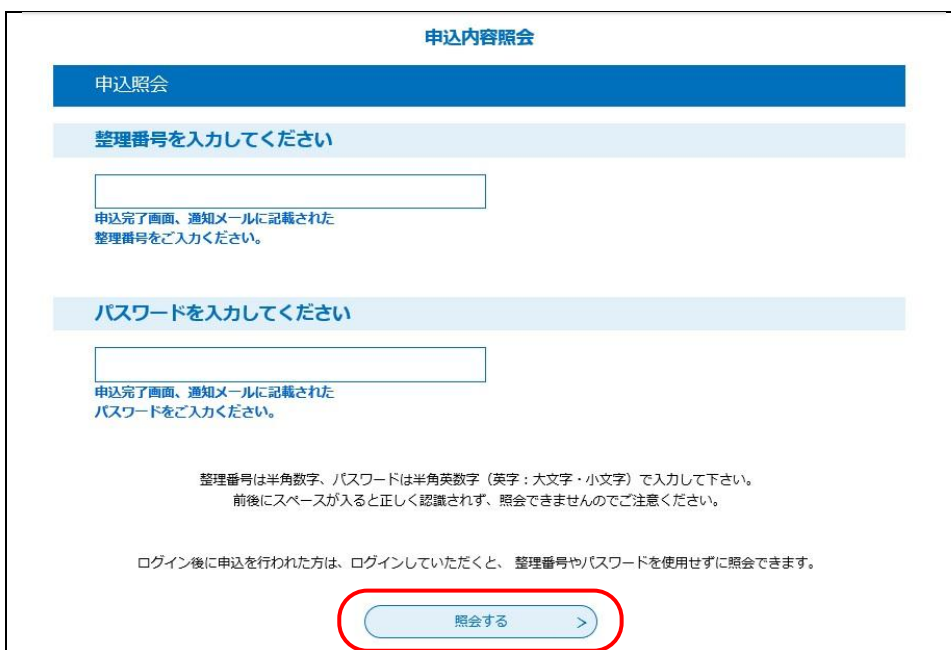 申込内容照会
申込照会
整理番号を入力してください
申込完了画面、通知メールに記載された
整理番号をご入力ください。
パスワードを入力してください
申込完了画面、通知メールに記載された
パスワードをご入力ください。
整理番号は半角数字、パスワードは半角英数字（英字：大文字・小文字）で入力して下さい。
前後にスペースが入ると正しく認識されず、照会できませんのでご注意ください。
ログイン後に申込を行われた方は、ログインしていただくと、 整理番号やパスワードを使用せずに照会できます。
照会する >